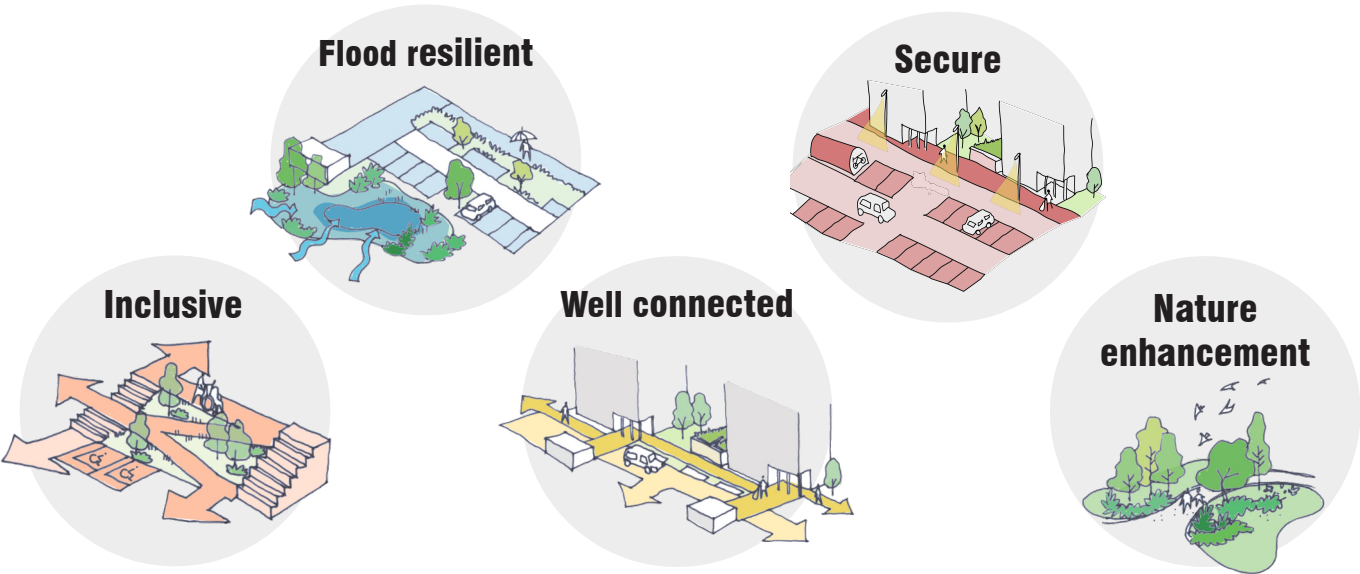 Flood resilient
Secure
Inclusive
Well connected
Nature
enhancement